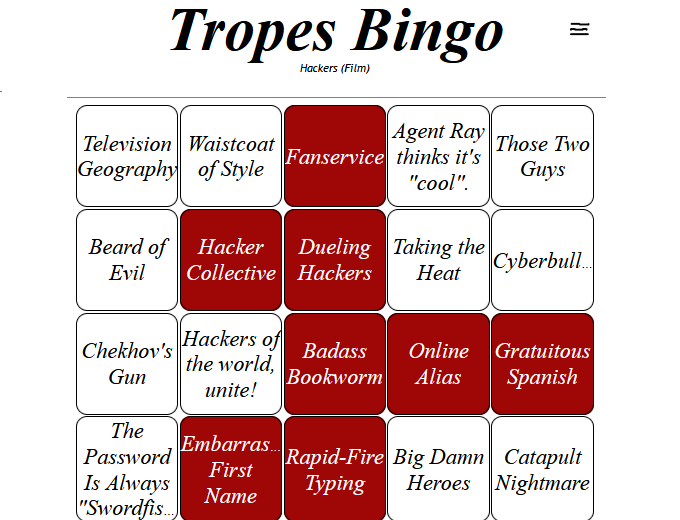 Tropes Bingo
Hackers (Film)
Television
Geography
Waistcoat
of Style
Fanservice
Agent Ray
thinks it's
"cool".
Those Two
Guys
Beard of
Evil
Hacker
Collective
Dueling
Hackers
Taking the
Heat
Cyberbull...
Chekhov's
Gun
Hackers of
the world,
unite!
Badass
Bookworm
Online
Alias
Gratuitous
Spanish
The
Password
Is Always
"Swordfis...
Embarras...
First
Name
Rapid-Fire
Typing
Big Damn
Heroes
Catapult
Nightmare